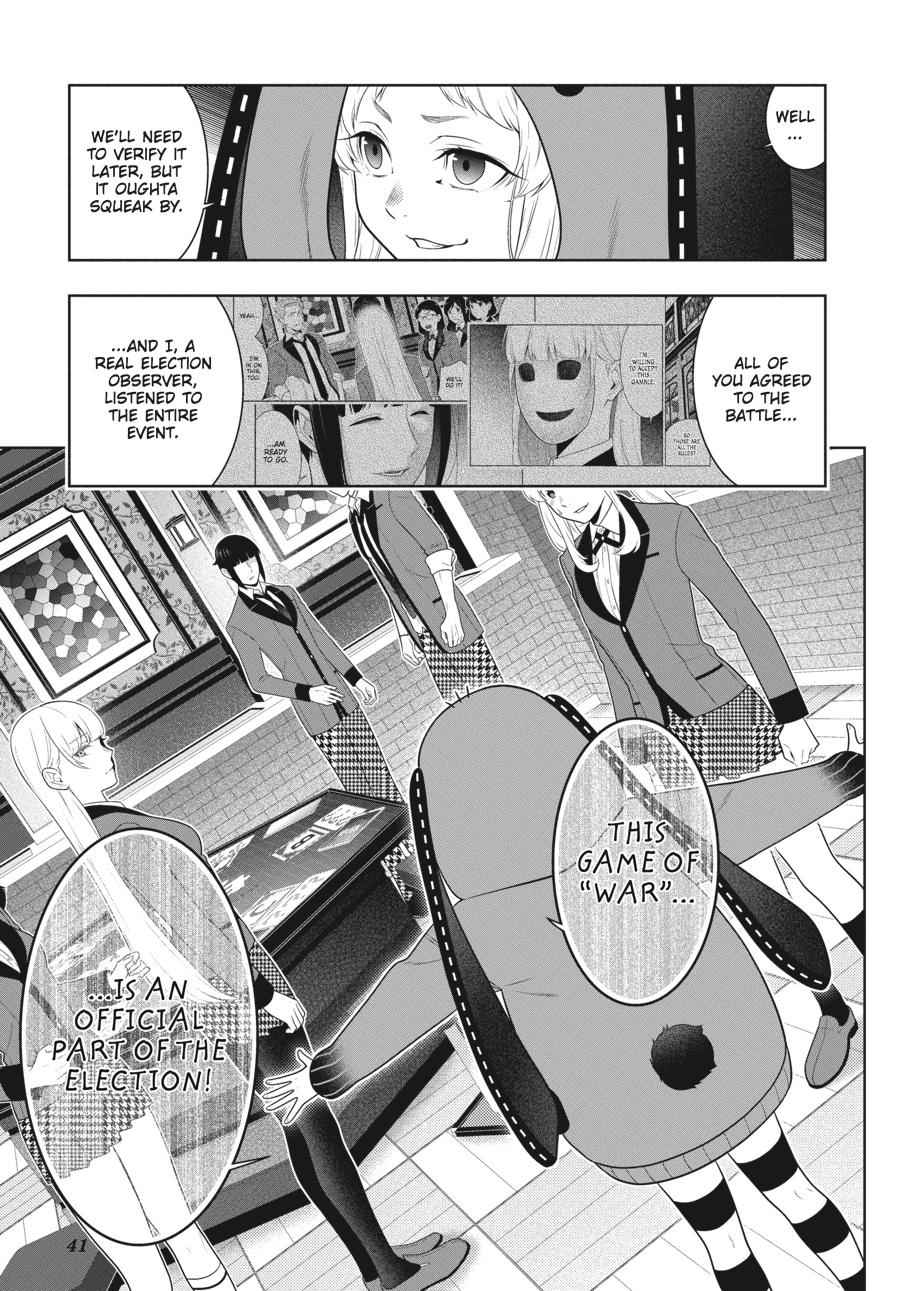 WELL
...
WE'LL NEED
TO VERIFY IT
LATER, BUT
IT OUGHTA
SQUEAK BY.
ALL OF
YOU AGREED
TO THE
BATTLE...
I'M
WILLING
TO ACCEPT
THIS
GAMBLE.
SO
THOSE ARE
ALL THE
RULES?
YEAH...
I'M
IN ON
THIS,
TOO.
WE'LL
DO IT!
...AM
READY
TO GO.
...AND I, A
REAL ELECTION
OBSERVER,
LISTENED TO
THE ENTIRE
EVENT.
THIS
GAME OF
“WAR”...
...IS AN
OFFICIAL
PART OF THE
ELECTION!
41